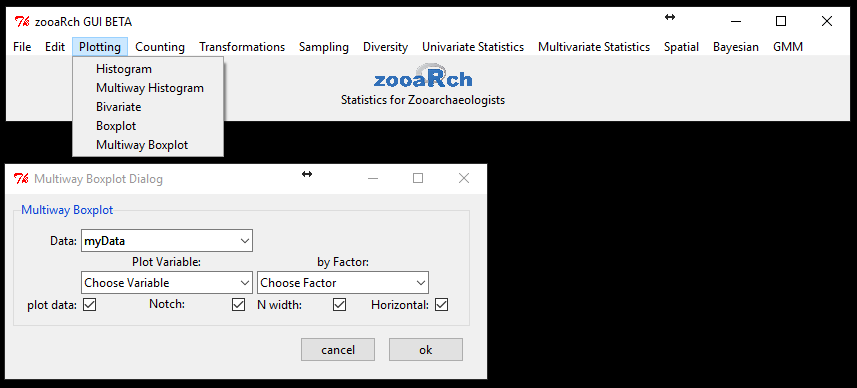 zooaRch GUI BETA
File Edit Plotting Counting Transformations Sampling Diversity Univariate Statistics Multivariate Statistics Spatial Bayesian GMM
Histogram
Multiway Histogram
Bivariate
Boxplot
Multiway Boxplot
zooaRch
Statistics for Zooarchaeologists
Multiway Boxplot Dialog
Multiway Boxplot
Data: myData
Plot Variable: by Factor:
Choose Variable Choose Factor
plot data: Notch: N width: Horizontal:
cancel ok